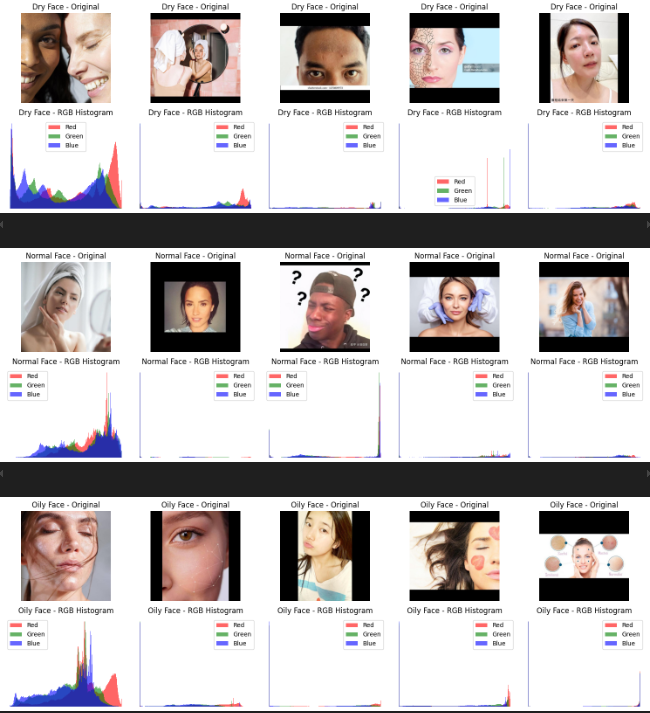 Dry Face - Original Dry Face - Original Dry Face - Original Dry Face - Original Dry Face - Original
Dry Face - RGB Histogram Dry Face - RGB Histogram Dry Face - RGB Histogram Dry Face - RGB Histogram Dry Face - RGB Histogram
Red Red Red Red Red
Green Green Green Green Green
Blue Blue Blue Blue Blue
Normal Face - Original Normal Face - Original Normal Face - Original Normal Face - Original Normal Face - Original
? ? ? ?
Normal Face - RGB Histogram Normal Face - RGB Histogram Normal Face - RGB Histogram Normal Face - RGB Histogram Normal Face - RGB Histogram
Red Red Red Red Red
Green Green Green Green Green
Blue Blue Blue Blue Blue
Oily Face - Original Oily Face - Original Oily Face - Original Oily Face - Original Oily Face - Original
Oily Face - RGB Histogram Oily Face - RGB Histogram Oily Face - RGB Histogram Oily Face - RGB Histogram Oily Face - RGB Histogram
Red Red Red Red Red
Green Green Green Green Green
Blue Blue Blue Blue Blue